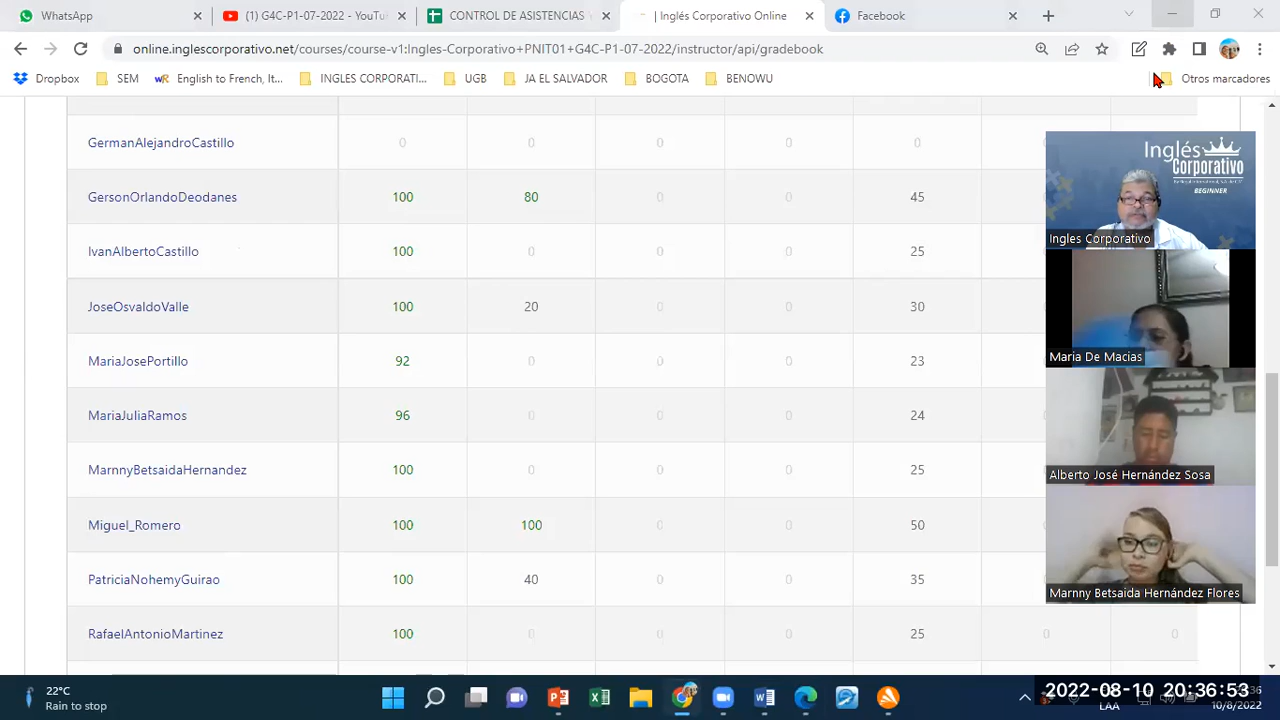 WhatsApp
(1) G4C-P1-07-2022 - YouTu
CONTROL DE ASISTENCIAS Y
| Inglés Corporativo Online
Facebook
online.inglescorporativo.net/courses/course-v1:Ingles-Corporativo+PNIT01+G4C-P1-07-2022/instructor/api/gradebook
Dropbox
SEM
English to French, It...
INGLES CORPORATI...
UGB
JA EL SALVADOR
BOGOTA
BENOWU
Otros marcadores
GermanAlejandroCastillo 0 0 0 0 0
GersonOrlandoDeodanes 100 80 0 0 45
IvanAlbertoCastillo 100 0 0 0 25
JoseOsvaldoValle 100 20 0 0 30
MariaJosePortillo 92 0 0 0 23
MariaJuliaRamos 96 0 0 0 24
MarnnyBetsaidaHernandez 100 0 0 0 25
Miguel_Romero 100 100 0 0 50
PatriciaNohemyGuirao 100 40 0 0 35
RafaelAntonioMartinez 100 0 0 0 25 0 0
Inglés
Corporativo
BEGINNER
Ingles Corporativo
Maria De Macias
Alberto José Hernández Sosa
Marnny Betsaida Hernández Flores
22°C
Rain to stop
LAA
2022-08-10 20:36:53
10/8/2022